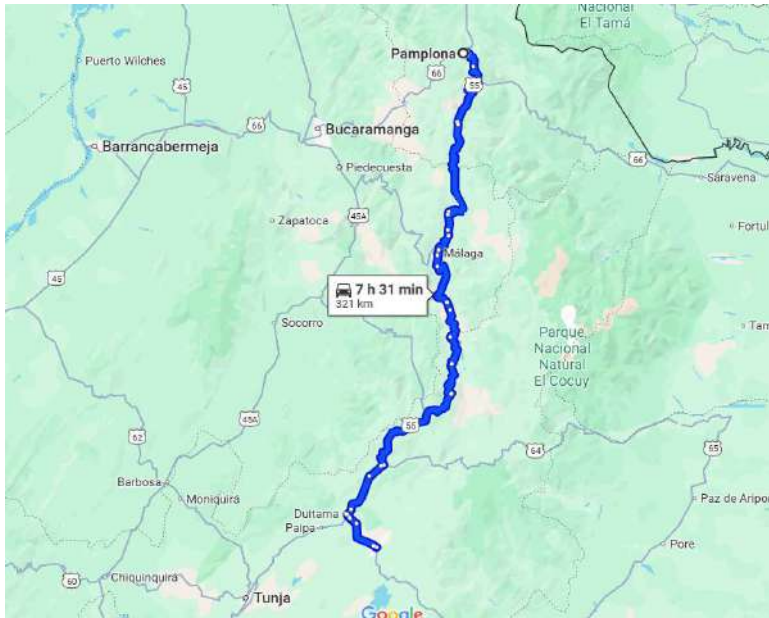 Nacional
El Tamá
Pamplona
Puerto Wilches
66
55
45
Bucaramanga
66
Barrancabermeja
66
Piedecuesta
Saravena
45A
Zapatoca
Fortul
Málaga
45
7 h 31 min
321 km
Socorro
Parque
Nacional
Natural
El Cocuy
Tam
45A
55
62
64
65
Barbosa
Moniquirá
Paz de Aripor
Duitama
Paipa
Pore
60
Chiquinquirá
Tunja
Google